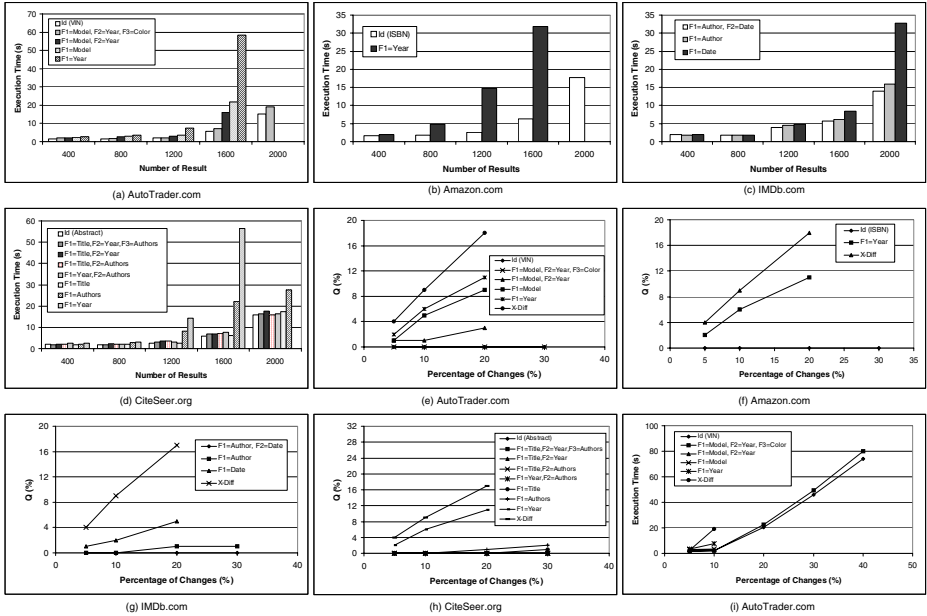 70
60
50
40
30
20
10
0
Execution Time (s)
Id (VIN)
F1=Model, F2=Year, F3=Color
F1=Model, F2=Year
F1=Model
F1=Year
400 800 1200 1600 2000
Number of Result
(a) AutoTrader.com
35
30
25
20
15
10
5
0
Execution Time (s)
Id (ISBN)
F1=Year
400 800 1200 1600 2000
Number of Results
(b) Amazon.com
35
30
25
20
15
10
5
0
Execution Time (s)
F1=Author, F2=Date
F1=Author
F1=Date
400 800 1200 1600 2000
Number of Results
(c) IMDb.com
60
50
40
30
20
10
0
Execution Time (s)
Id (Abstract)
F1=Title,F2=Year,F3=Authors
F1=Title,F2=Year
F1=Title,F2=Authors
F1=Year,F2=Authors
F1=Title
F1=Authors
F1=Year
400 800 1200 1600 2000
Number of Results
(d) CiteSeer.org
20
16
12
8
4
0
Q (%)
Id (VIN)
F1=Model, F2=Year, F3=Color
F1=Model, F2=Year
F1=Model
F1=Year
X-Diff
0 10 20 30 40
Percentage of Changes (%)
(e) AutoTrader.com
20
16
12
8
4
0
Q (%)
Id (ISBN)
F1=Year
X-Diff
0 5 10 15 20 25 30 35
Percentage of Changes (%)
(f) Amazon.com
20
16
12
8
4
0
Q (%)
F1=Author, F2=Date
F1=Author
F1=Date
X-Diff
0 10 20 30 40
Percentage of Changes (%)
(g) IMDb.com
32
28
24
20
16
12
8
4
0
Q (%)
Id (Abstract)
F1=Title,F2=Year,F3=Authors
F1=Title,F2=Year
F1=Title,F2=Authors
F1=Year,F2=Authors
F1=Title
F1=Authors
F1=Year
X-Diff
0 10 20 30 40
Percentage of Changes (%)
(h) CiteSeer.org
100
80
60
40
20
0
Execution Time (s)
Id (VIN)
F1=Model, F2=Year, F3=Color
F1=Model, F2=Year
F1=Model
F1=Year
X-Diff
0 10 20 30 40 50
Percentage of Changes (%)
(i) AutoTrader.com